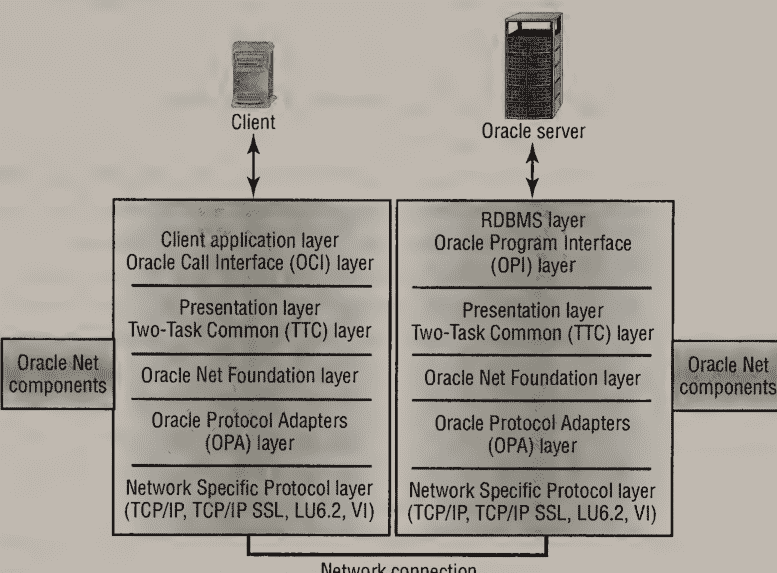 Client
Oracle server
Client application layer
Oracle Call Interface (OCI) layer
Presentation layer
Two-Task Common (TTC) layer
Oracle Net Foundation layer
Oracle Protocol Adapters
(OPA) layer
Network Specific Protocol layer
(TCP/IP, TCP/IP SSL, LU6.2, VI)
RDBMS layer
Oracle Program Interface
(OPI) layer
Presentation layer
Two-Task Common (TTC) layer
Oracle Net Foundation layer
Oracle Protocol Adapters
(OPA) layer
Network Specific Protocol layer
(TCP/IP, TCP/IP SSL, LU6.2, VI)
Oracle Net
components
Oracle Net
components
Network connection